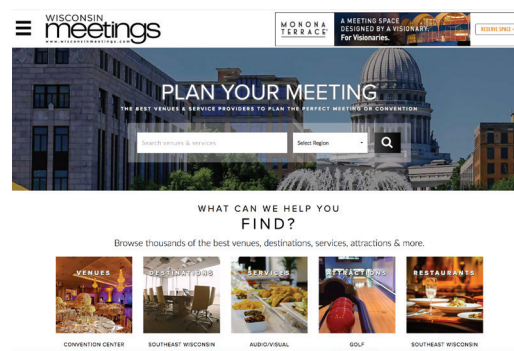 WISCONSIN
meetings
www.wisconsinmeetings.com
MONONA
TERRACE
A MEETING SPACE
DESIGNED BY A VISIONARY.
For Visionaries.
RESERVE SPACE
PLAN YOUR MEETING
THE BEST VENUES & SERVICE PROVIDERS TO PLAN THE PERFECT MEETING OR CONVENTION
Search venues & services
Select Region
WHAT CAN WE HELP YOU
FIND?
Browse thousands of the best venues, destinations, services, attractions & more.
VENUES
DESTINATIONS
SERVICES
ATTRACTIONS
RESTAURANTS
CONVENTION CENTER
SOUTHEAST WISCONSIN
AUDIO/VISUAL
GOLF
SOUTHEAST WISCONSIN